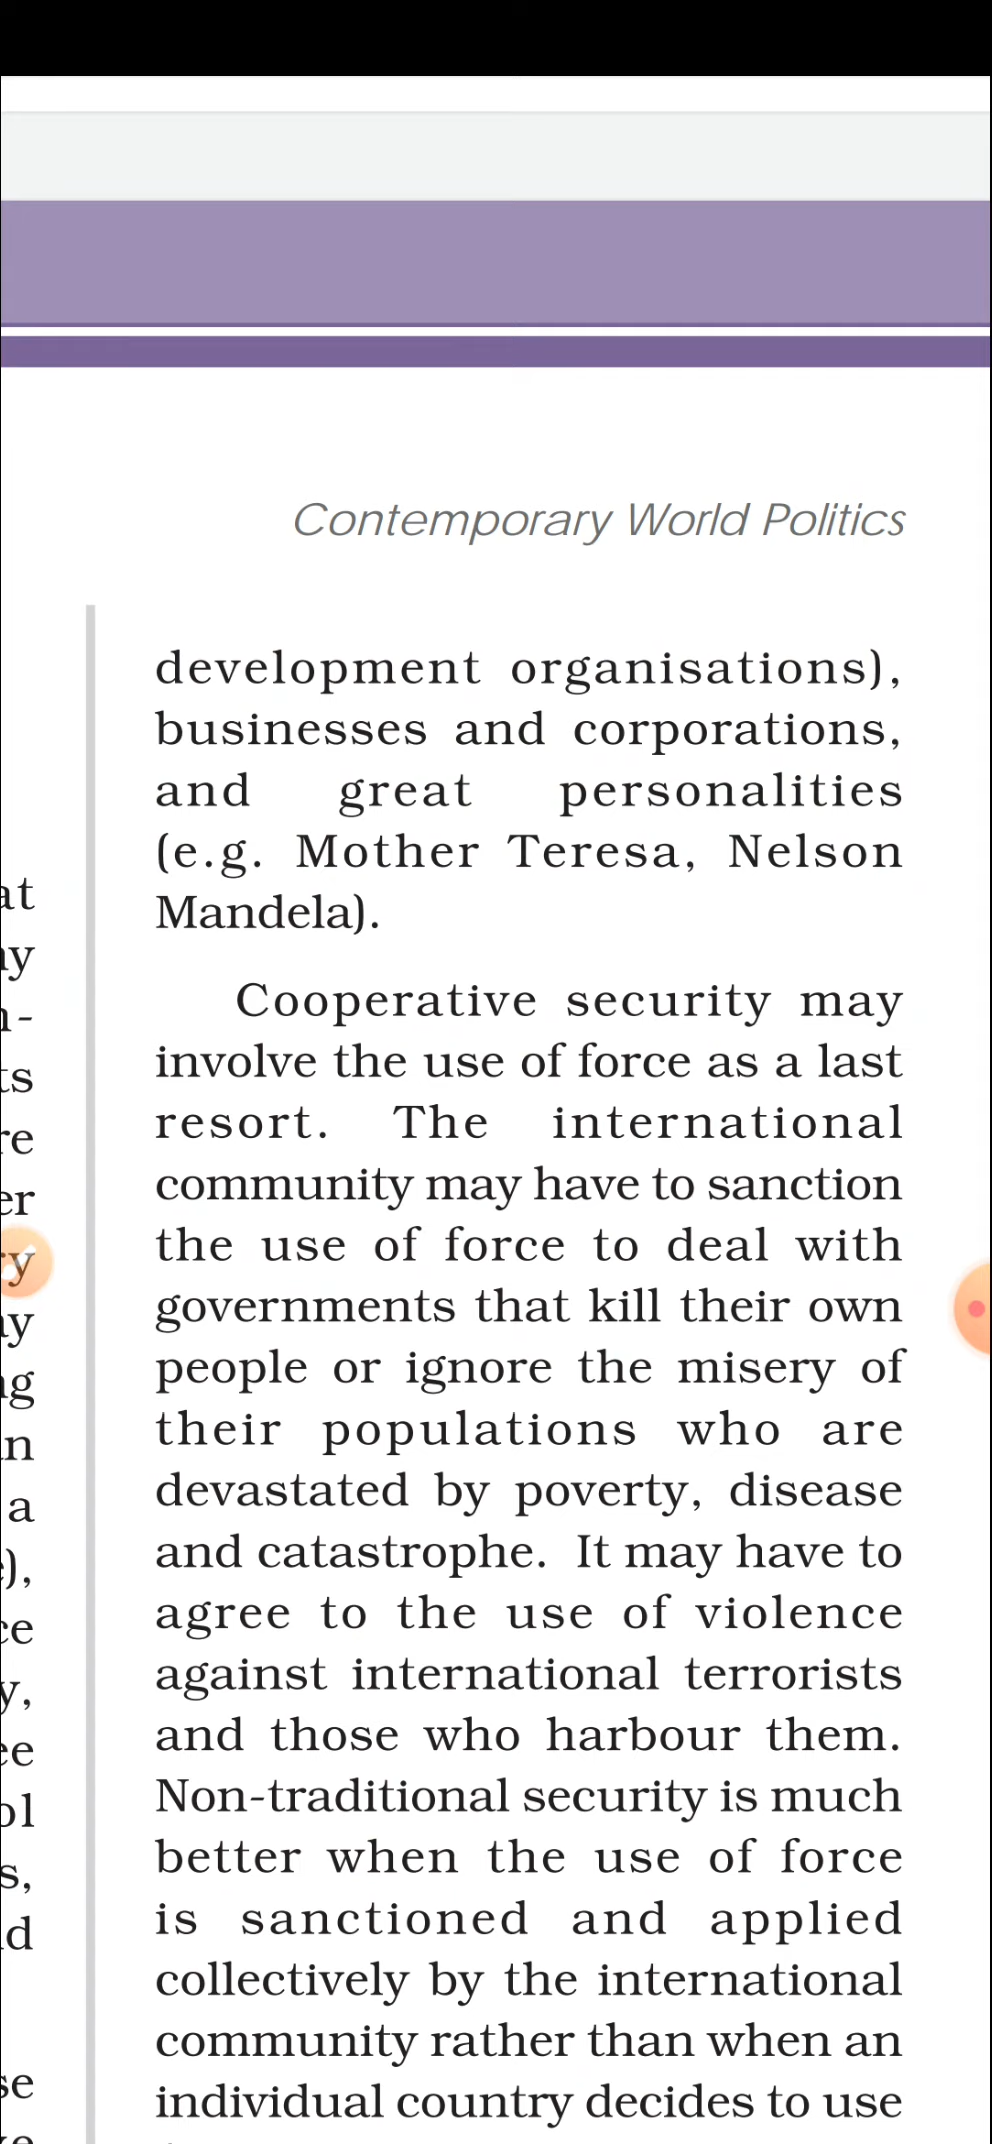 Contemporary World Politics
development organisations),
businesses and corporations,
and great personalities
(e.g. Mother Teresa, Nelson
Mandela).
Cooperative security may
involve the use of force as a last
resort. The international
community may have to sanction
the use of force to deal with
governments that kill their own
people or ignore the misery of
their populations who are
devastated by poverty, disease
and catastrophe. It may have to
agree to the use of violence
against international terrorists
and those who harbour them.
Non-traditional security is much
better when the use of force
is sanctioned and applied
collectively by the international
community rather than when an
individual country decides to use